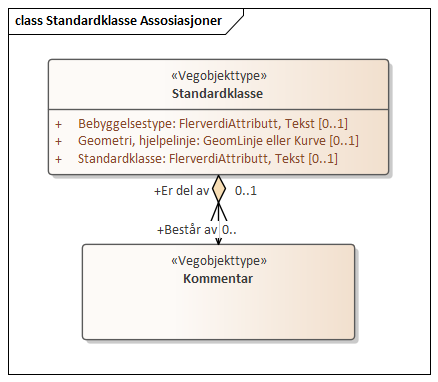 class Standardklasse Assosiasjoner
«Vegobjekttype»
Standardklasse
+ Bebyggelsestype: FlerverdiAttributt, Tekst [0..1]
+ Geometri, hjelpelinje: GeomLinje eller Kurve [0..1]
+ Standardklasse: FlerverdiAttributt, Tekst [0..1]
+Er del av 0..1
+Består av 0..
«Vegobjekttype»
Kommentar